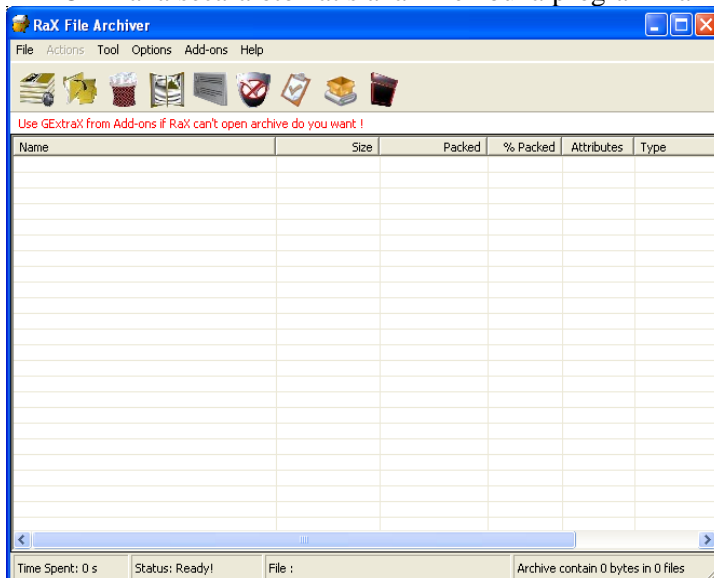 RaX File Archiver
File Actions Tool Options Add-ons Help
Use GExtraX from Add-ons if RaX can't open archive do you want !
Name Size Packed % Packed Attributes Type
Time Spent: 0 s Status: Ready! File : Archive contain 0 bytes in 0 files